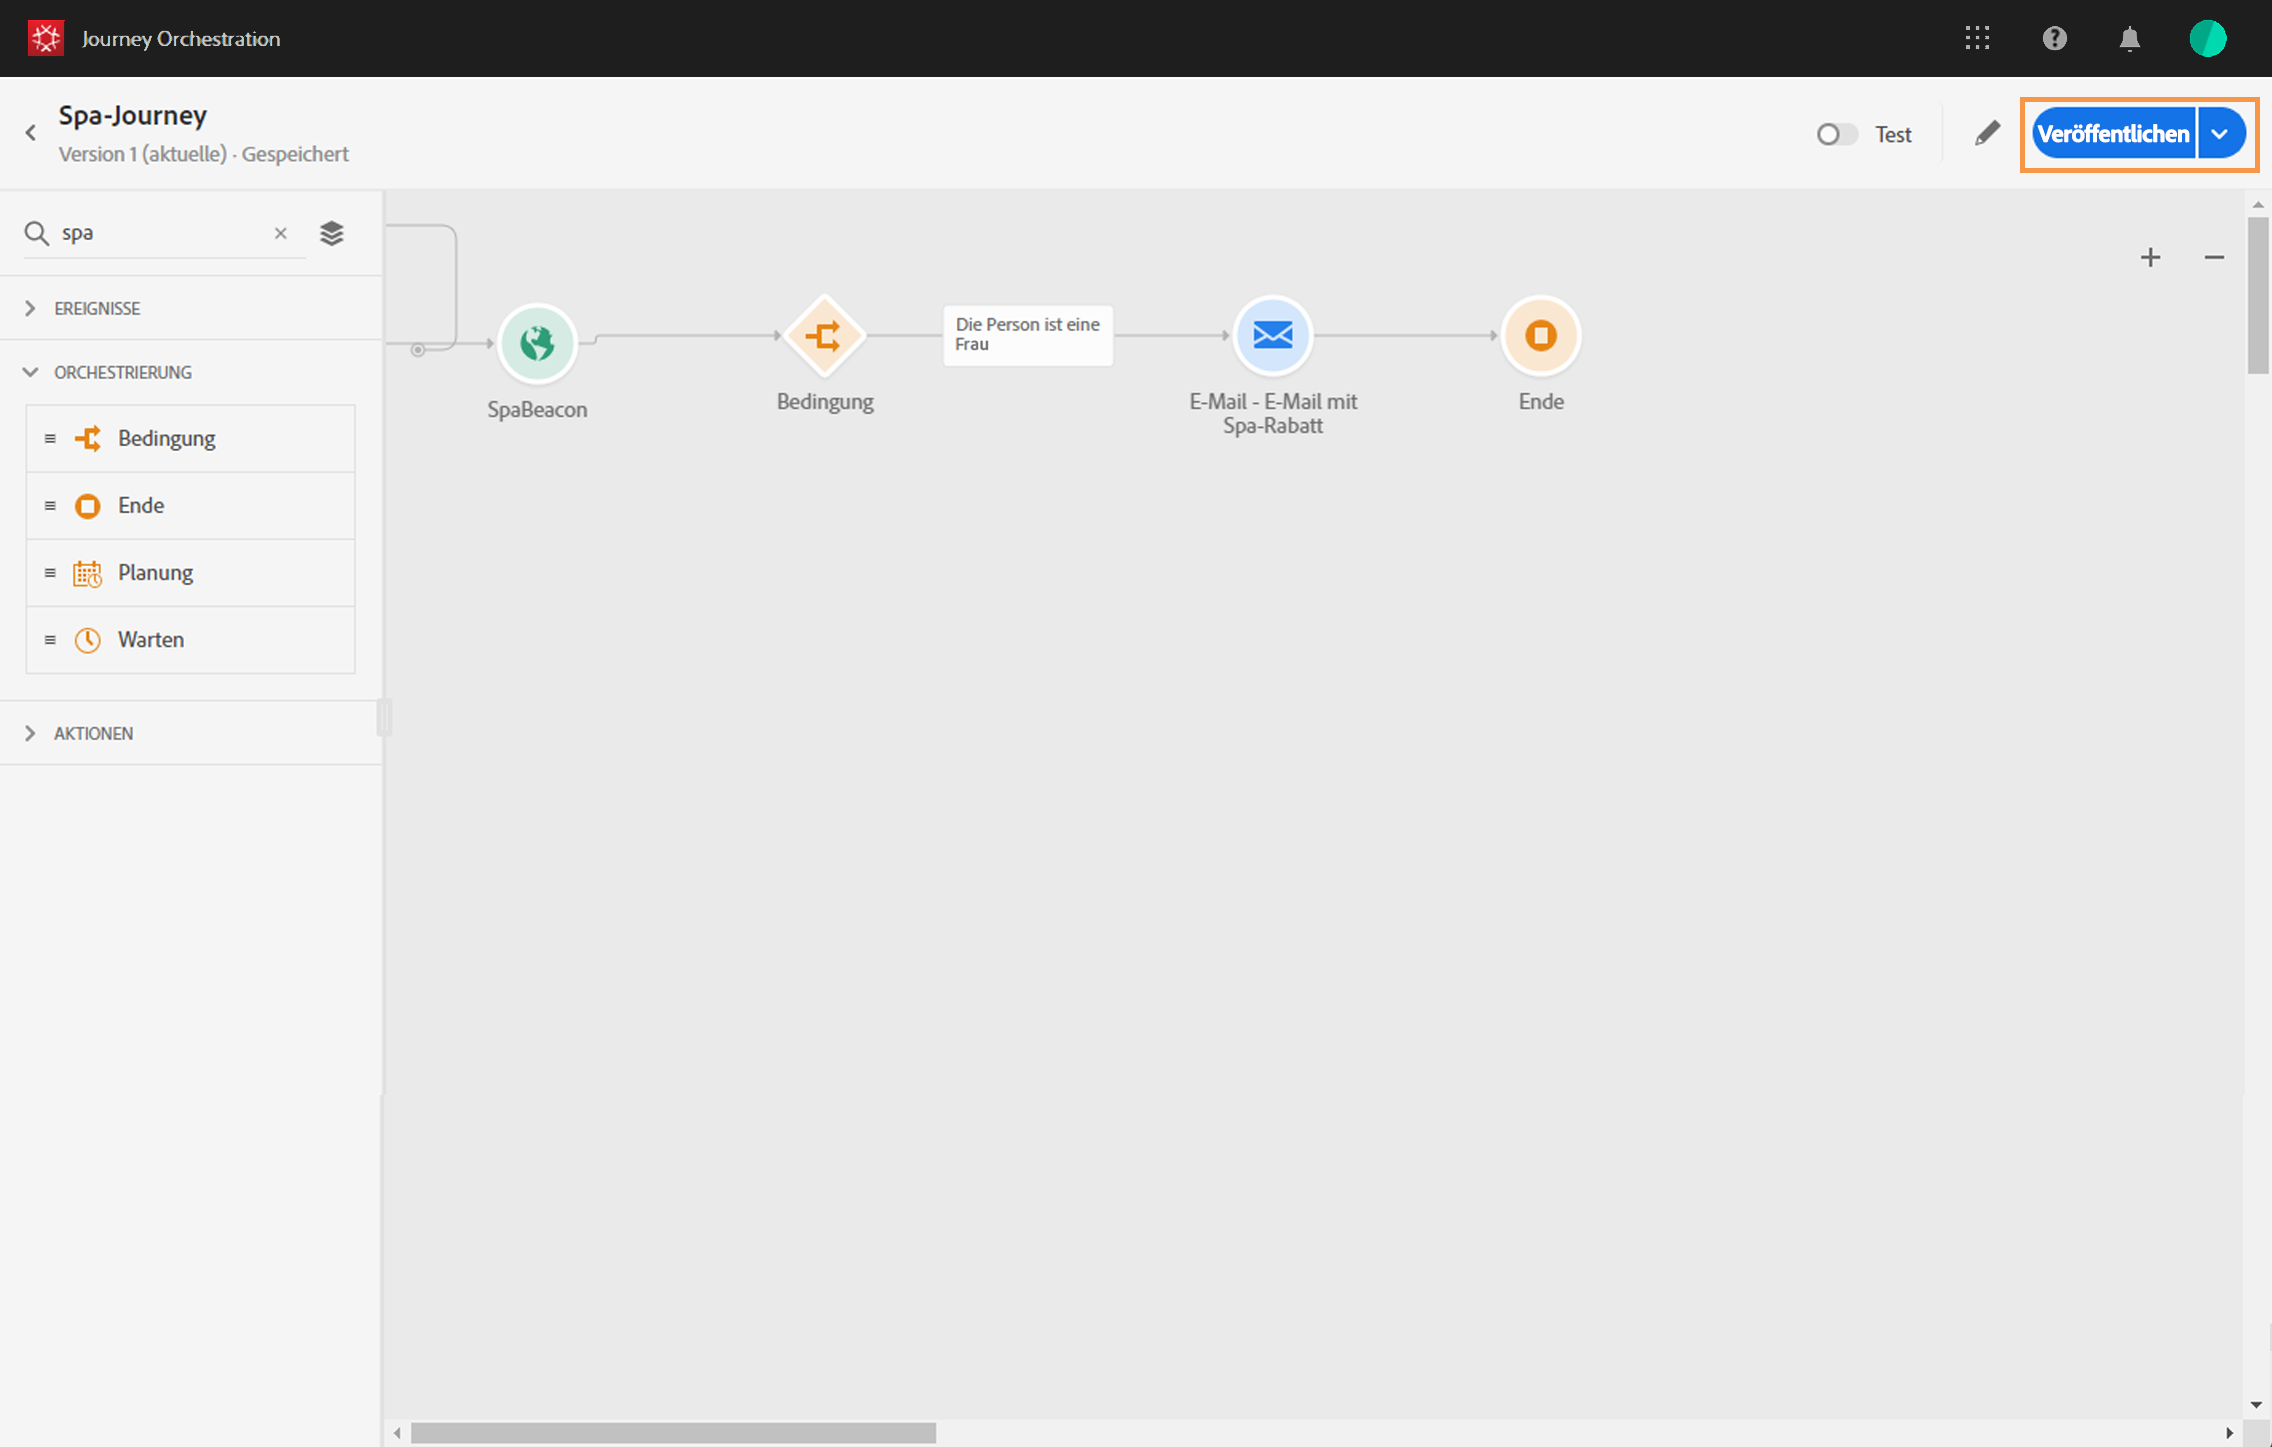 Journey Orchestration
Spa-Journey
Version 1 (aktuelle) · Gespeichert
Test
Veröffentlichen
spa
EREIGNISSE
ORCHESTRIERUNG
Bedingung
Ende
Planung
Warten
AKTIONEN
SpaBeacon
Bedingung
Die Person ist eine
Frau
E-Mail - E-Mail mit
Spa-Rabatt
Ende